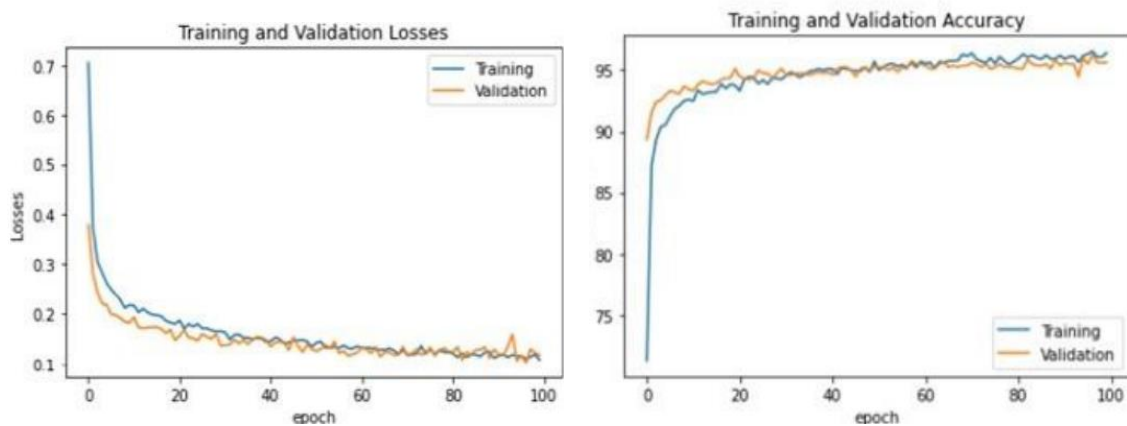 Training and Validation Losses
0.7
0.6
0.5
0.4
0.3
0.2
0.1
Losses
Training
Validation
0 20 40 60 80 100
epoch
Training and Validation Accuracy
95
90
85
80
75
Training
Validation
0 20 40 60 80 100
epoch